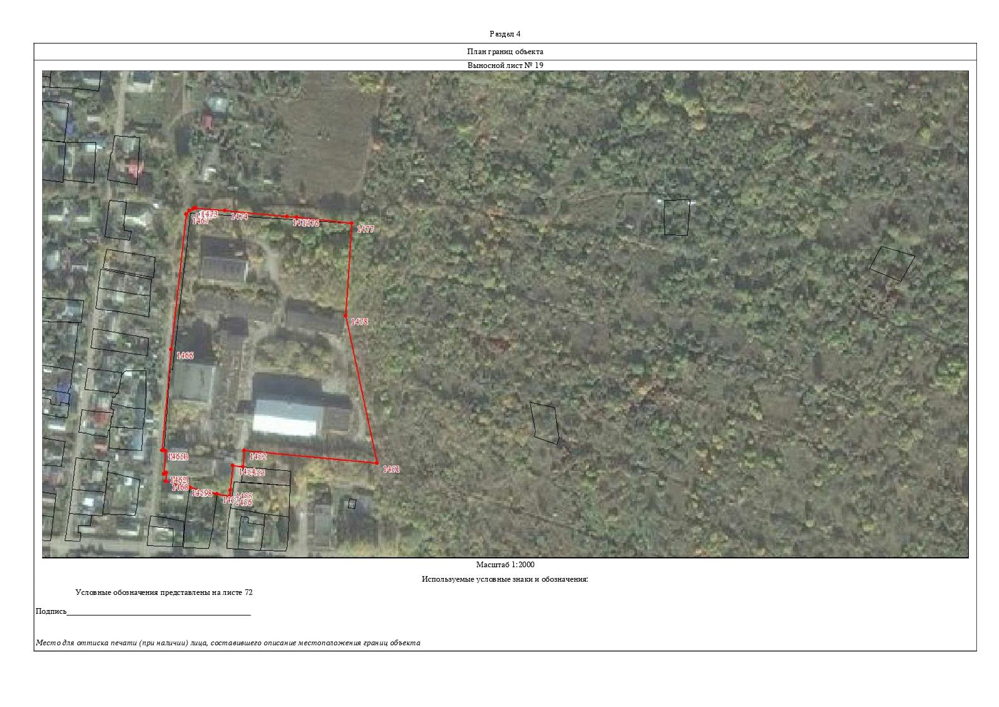 Раздел 4
План границ объекта
Выносной лист № 19
1473
1467
1474
1476
1477
1478
1466
1452
1451
1460
1456
Масштаб 1:2000
Используемые условные знаки и обозначения:
Условные обозначения представлены на листе 72
Подпись
Место для оттиска печати (при наличии) лица, составившего описание местоположения границ объекта